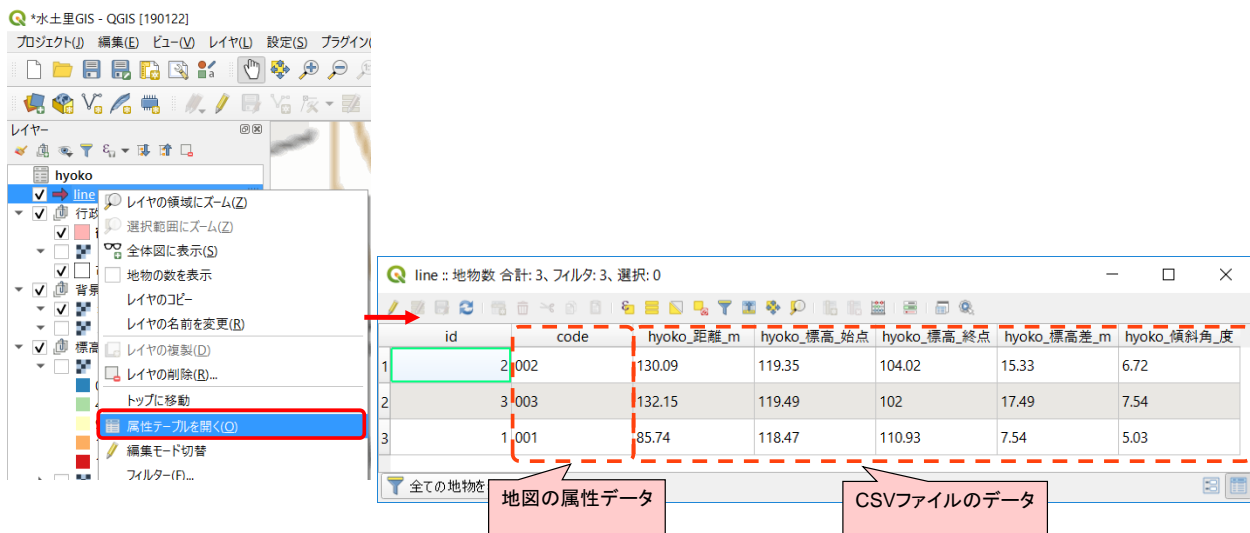 *水土里GIS - QGIS [190122]
プロジェクト(J) 編集(E) ビュー(V) レイヤ(L) 設定(S) プラグイン(
レイヤー
hyoko
line
行政
背景
標高
レイヤの領域にズーム(Z)
選択範囲にズーム(Z)
全体図に表示(S)
地物の数を表示
レイヤのコピー
レイヤの名前を変更(R)
レイヤの複製(D)
レイヤの削除(R)...
トップに移動
属性テーブルを開く(O)
編集モード切替
フィルター(F)...
line :: 地物数 合計: 3、フィルタ: 3、選択: 0
id code hyoko_距離_m hyoko_標高_始点 hyoko_標高_終点 hyoko_標高差_m hyoko_傾斜角_度
1 2 002 130.09 119.35 104.02 15.33 6.72
2 3 003 132.15 119.49 102 17.49 7.54
3 1 001 85.74 118.47 110.93 7.54 5.03
全ての地物を
地図の属性データ
CSVファイルのデータ